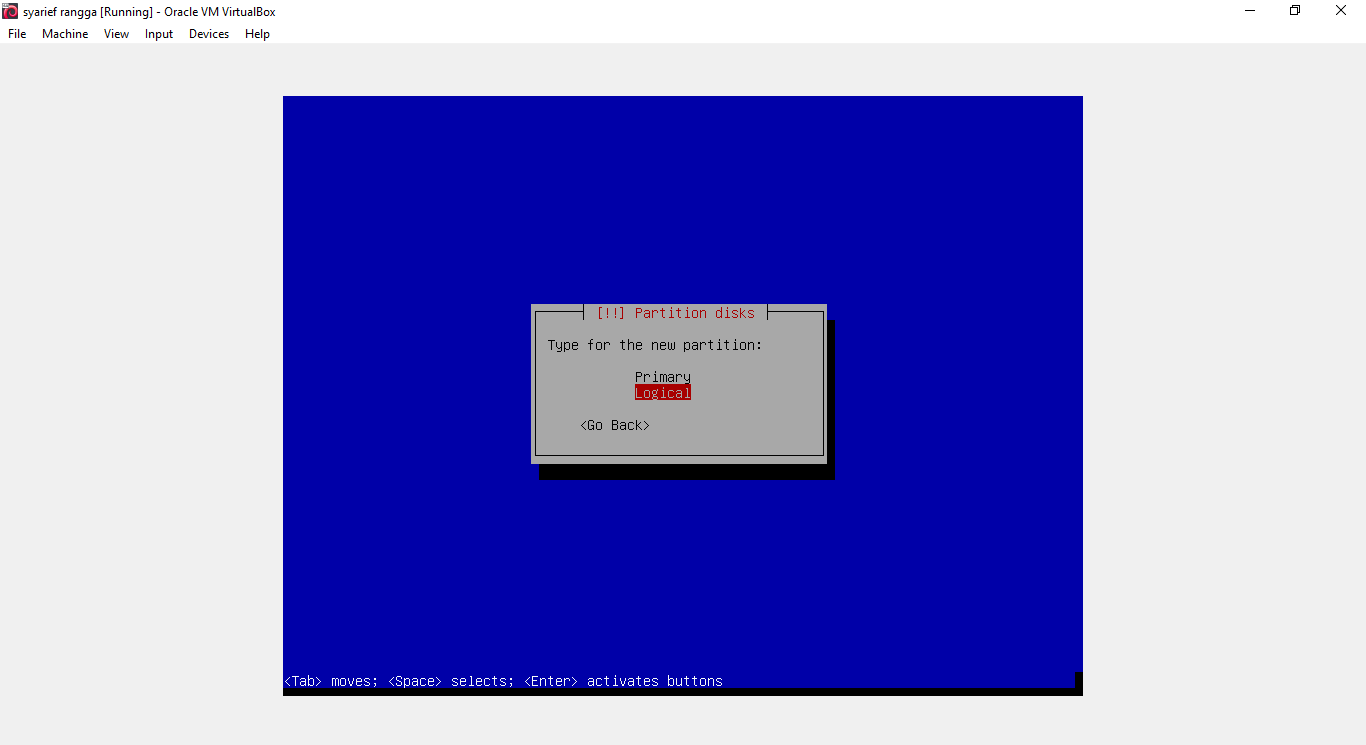 syarief rangga [Running] - Oracle VM VirtualBox
File Machine View Input Devices Help
[!!] Partition disks
Type for the new partition:
Primary
Logical
<Go Back>
<Tab> moves; <Space> selects; <Enter> activates buttons